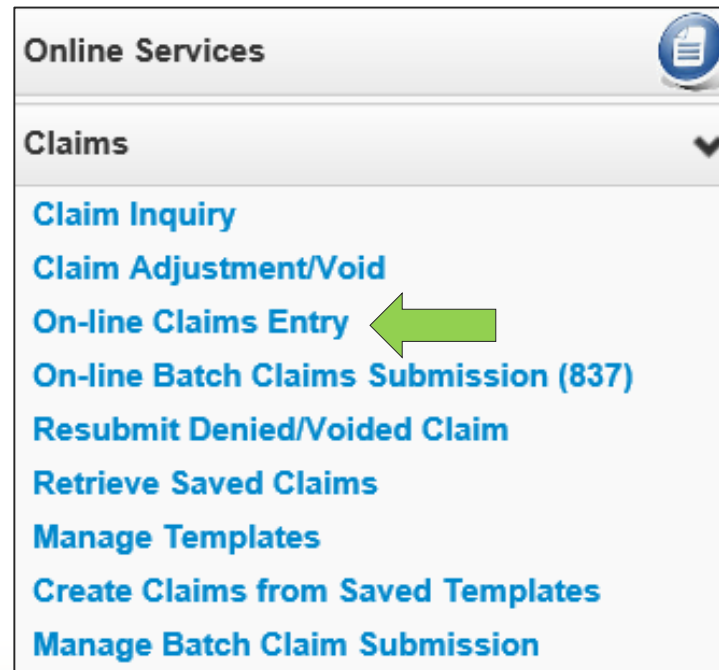 Online Services
Claims
Claim Inquiry
Claim Adjustment/Void
On-line Claims Entry
On-line Batch Claims Submission (837)
Resubmit Denied/Voided Claim
Retrieve Saved Claims
Manage Templates
Create Claims from Saved Templates
Manage Batch Claim Submission